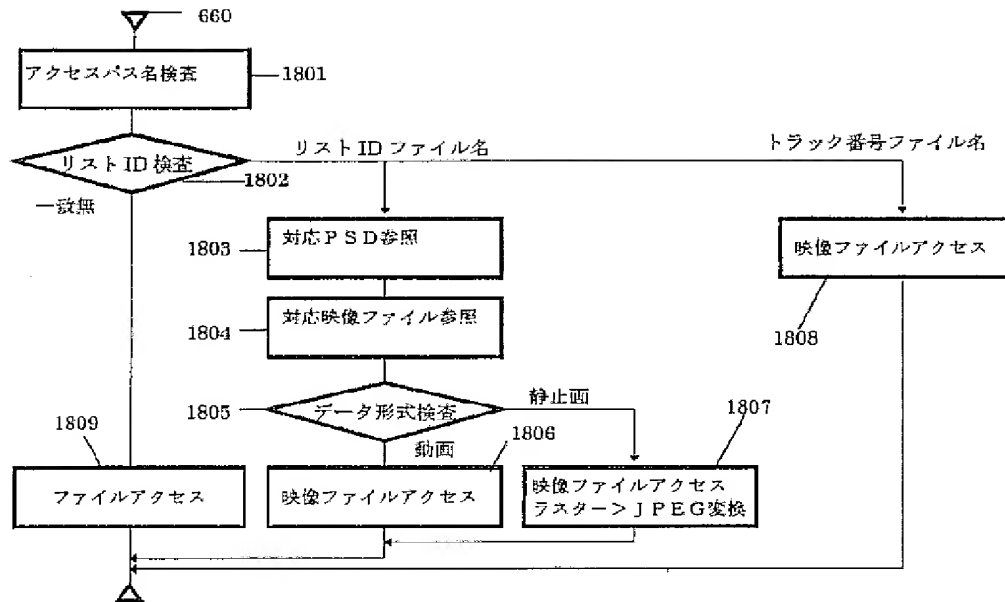 660
アクセスパス名検査
1801
リストID検査
1802
リストIDファイル名
トラック番号ファイル名
一致無
1803
対応PSD参照
映像ファイルアクセス
1808
1804
対応映像ファイル参照
1805
データ形式検査
静止画
動画
1809
1806
1807
ファイルアクセス
映像ファイルアクセス
映像ファイルアクセス
ラスター>JPEG変換